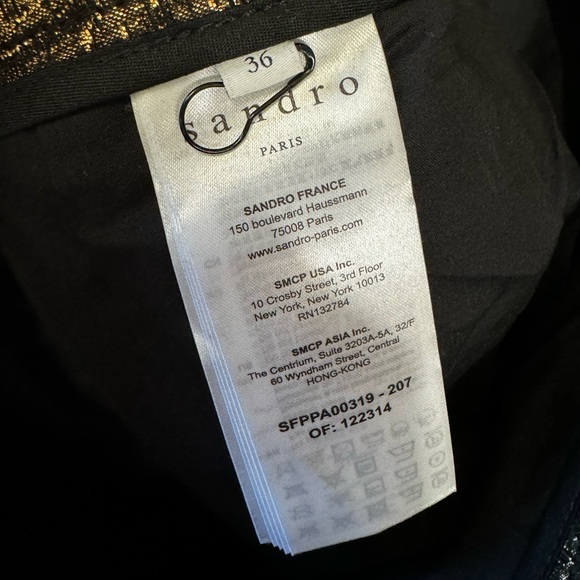 36
sandro
PARIS
SANDRO FRANCE
150 boulevard Haussmann
75008 Paris
www.sandro-paris.com
SMCP USA Inc.
10 Crosby Street, 3rd Floor
New York, New York 10013
RN132784
SMCP ASIA Inc.
The Centrium, Suite 3203A-5A, 32/F
60 Wyndham Street, Central
HONG-KONG
SFPPA00319 - 207
OF: 122314